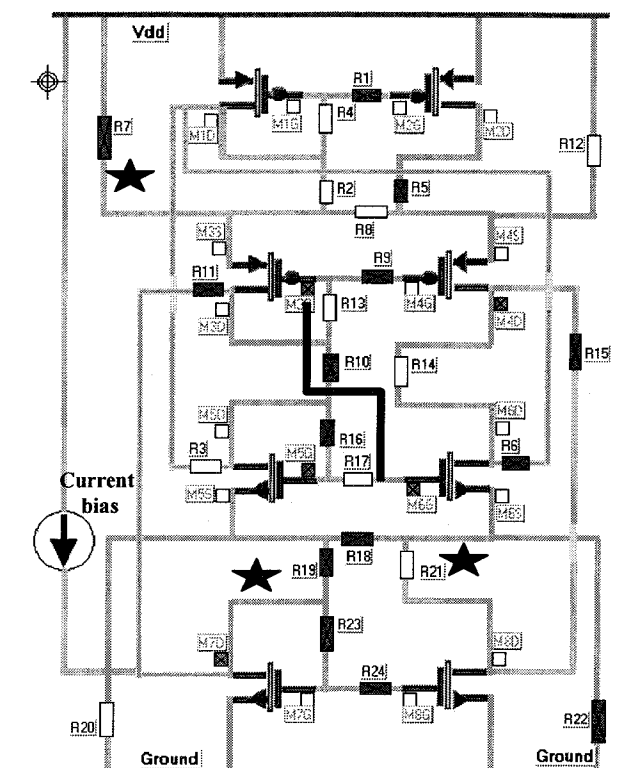 Vdd
R1
R7
M1D
M1G
R4
M2G
M2D
R12
R2
R5
R8
M3S
M4S
R11
R9
R13
M4G
M3D
M4D
R10
R14
R15
M5D
M6D
R3
M5G
R16
R17
R6
M5S
M6G
M6S
Current
bias
R18
R19
R21
R23
M7D
M8D
R24
M7G
M8G
R20
R22
Ground
Ground